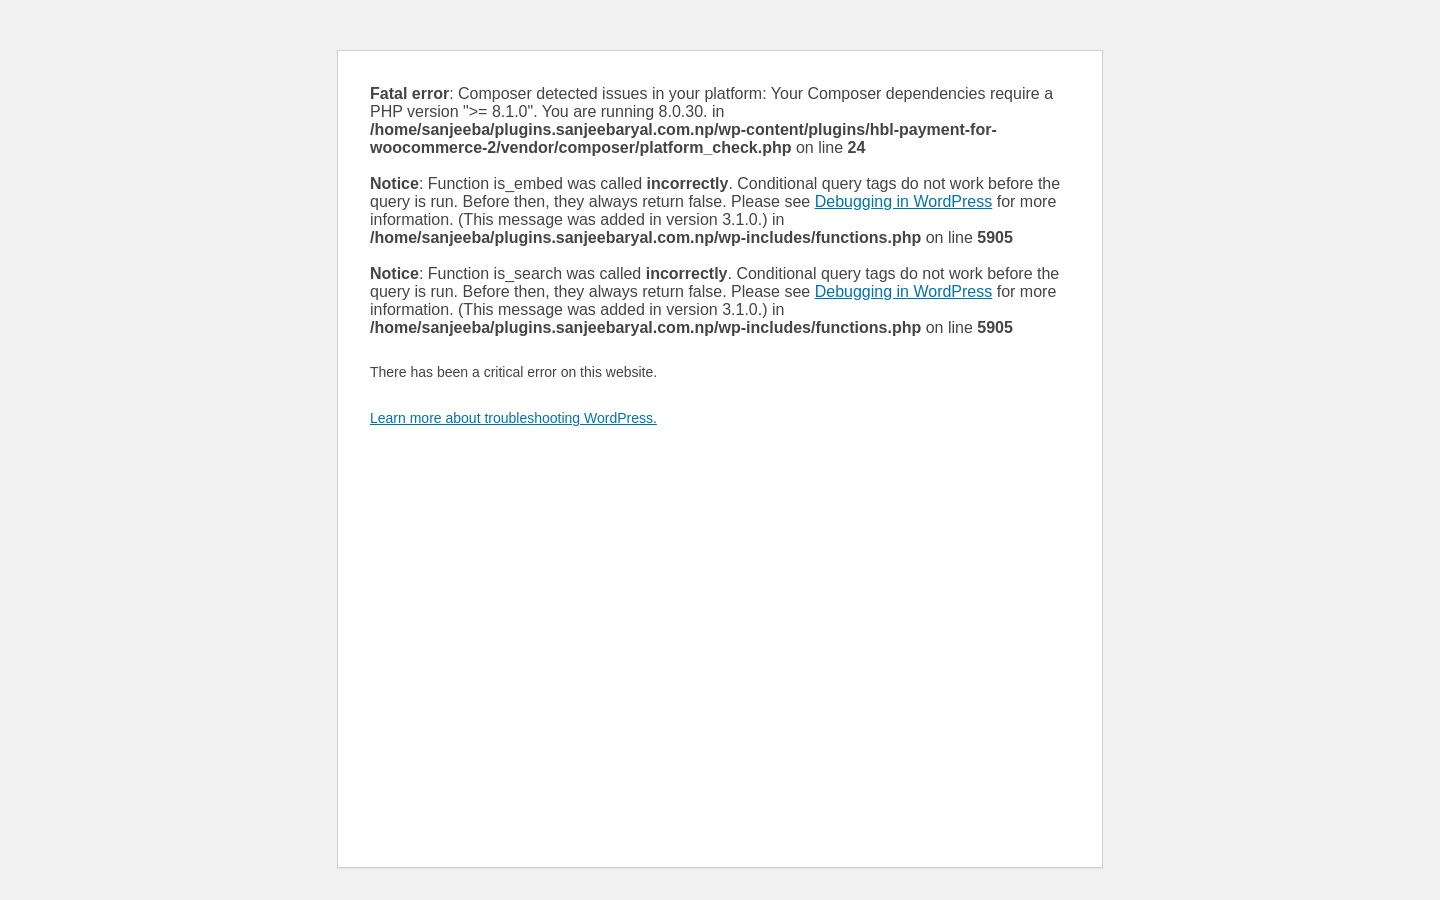 Fatal error: Composer detected issues in your platform: Your Composer dependencies require a
PHP version ">= 8.1.0". You are running 8.0.30. in
/home/sanjeeba/plugins.sanjeebaryal.com.np/wp-content/plugins/hbl-payment-for-
woocommerce-2/vendor/composer/platform_check.php on line 24
Notice: Function is_embed was called incorrectly. Conditional query tags do not work before the
query is run. Before then, they always return false. Please see Debugging in WordPress for more
information. (This message was added in version 3.1.0.) in
/home/sanjeeba/plugins.sanjeebaryal.com.np/wp-includes/functions.php on line 5905
Notice: Function is_search was called incorrectly. Conditional query tags do not work before the
query is run. Before then, they always return false. Please see Debugging in WordPress for more
information. (This message was added in version 3.1.0.) in
/home/sanjeeba/plugins.sanjeebaryal.com.np/wp-includes/functions.php on line 5905
There has been a critical error on this website.
Learn more about troubleshooting WordPress.